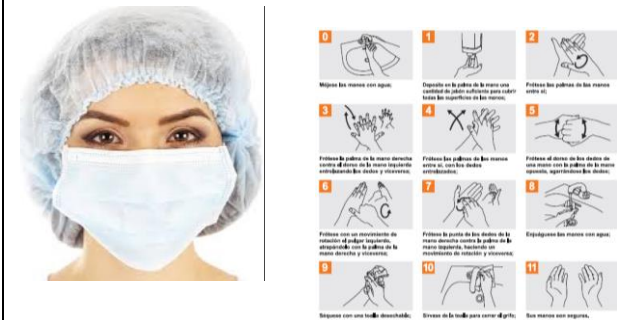 0
1
2
Mójese las manos con agua;
Deposite en la palma de la mano una
cantidad de jabón suficiente para cubrir
todas las superficies de las manos;
Frótese las palmas de las manos
entre sí;
3
4
5
Frótese la palma de la mano derecha
contra el dorso de la mano izquierda
entrelazando los dedos y viceversa;
Frótese las palmas de las manos
entre sí, con los dedos
entrelazados;
Frótese el dorso de los dedos de
una mano con la palma de la mano
opuesta, agarrándose los dedos;
6
7
8
Frótese con un movimiento de
rotación el pulgar izquierdo,
atrapándolo con la palma de la
mano derecha y viceversa;
Frótese la punta de los dedos de la
mano derecha contra la palma de la
mano izquierda, haciendo un
movimiento de rotación y viceversa;
Enjuáguese las manos con agua;
9
10
11
Séquese con una toalla desechable;
Sírvase de la toalla para cerrar el grifo;
Sus manos son seguras.